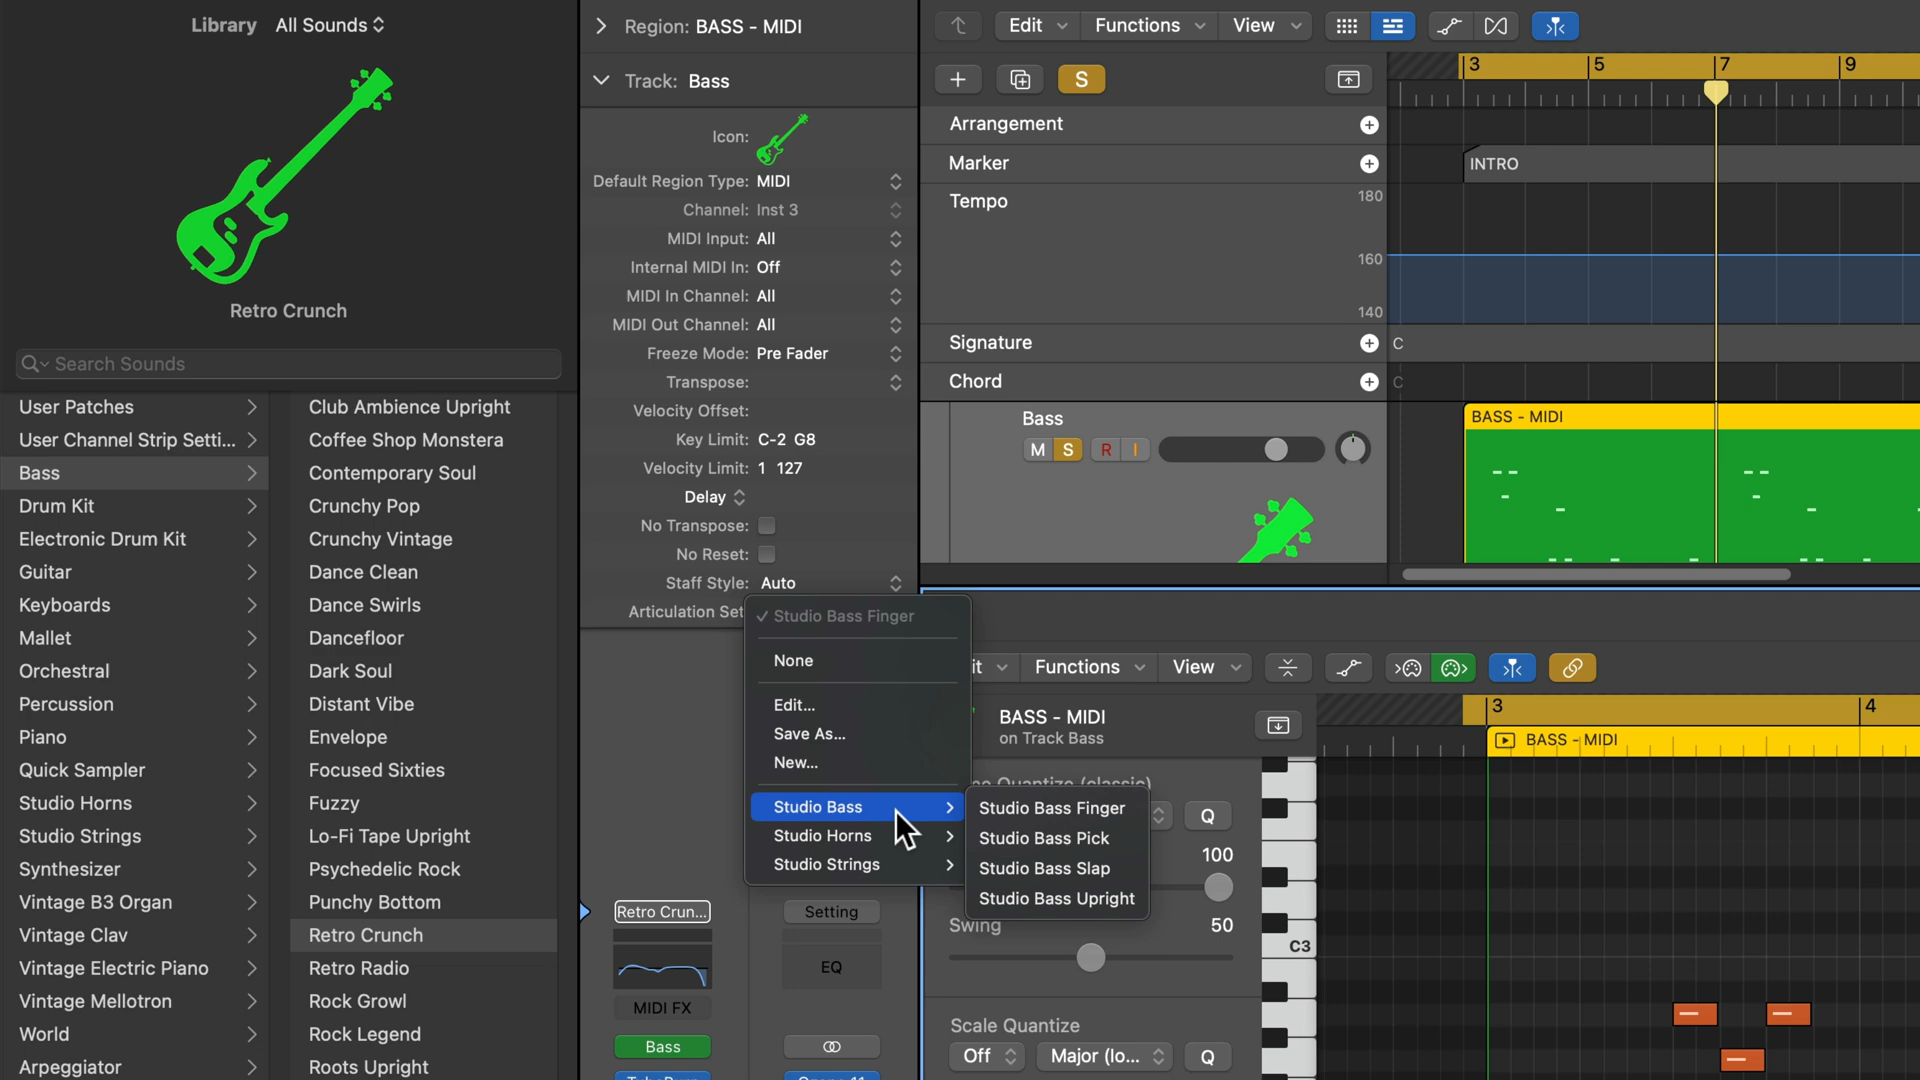 Library All Sounds
Retro Crunch
Search Sounds
User Patches
User Channel Strip Setti...
Bass
Drum Kit
Electronic Drum Kit
Guitar
Keyboards
Mallet
Orchestral
Percussion
Piano
Quick Sampler
Studio Horns
Studio Strings
Synthesizer
Vintage B3 Organ
Vintage Clav
Vintage Electric Piano
Vintage Mellotron
World
Arpeggiator
Club Ambience Upright
Coffee Shop Monstera
Contemporary Soul
Crunchy Pop
Crunchy Vintage
Dance Clean
Dance Swirls
Dancefloor
Dark Soul
Distant Vibe
Envelope
Focused Sixties
Fuzzy
Lo-Fi Tape Upright
Psychedelic Rock
Punchy Bottom
Retro Crunch
Retro Radio
Rock Growl
Rock Legend
Roots Upright
Region: BASS - MIDI
Track: Bass
Icon:
Default Region Type: MIDI
Channel: Inst 3
MIDI Input: All
Internal MIDI In: Off
MIDI In Channel: All
MIDI Out Channel: All
Freeze Mode: Pre Fader
Transpose:
Velocity Offset:
Key Limit: C-2 G8
Velocity Limit: 1 127
Delay
No Transpose:
No Reset:
Staff Style: Auto
Articulation Set
Studio Bass Finger
None
Edit...
Save As...
New...
Studio Bass
Studio Horns
Studio Strings
Studio Bass Finger
Studio Bass Pick
Studio Bass Slap
Studio Bass Upright
Retro Crun...
Setting
EQ
MIDI FX
Bass
Edit Functions View
S
3 5 7 9
Arrangement
Marker
INTRO
Tempo
180
160
140
Signature
C
Chord
C
Bass
M S R I
BASS - MIDI
it Functions View
BASS - MIDI
on Track Bass
3 4
BASS - MIDI
Q
100
Swing 50
C3
Scale Quantize
Off Major (lo... Q